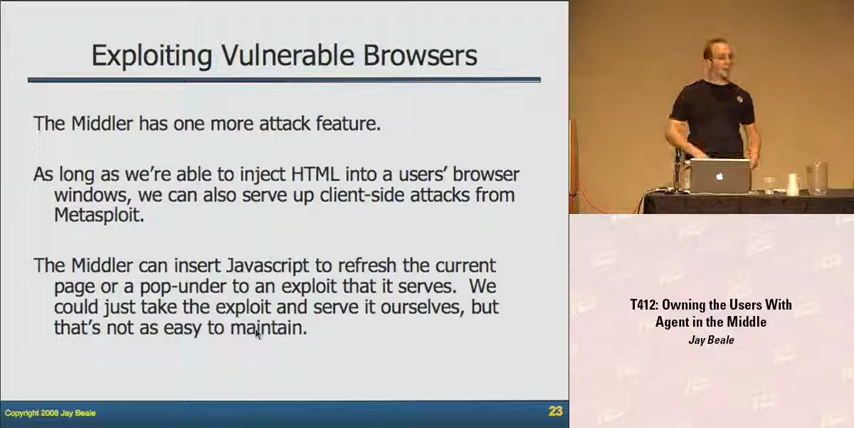 Exploiting Vulnerable Browsers
The Middler has one more attack feature.
As long as we're able to inject HTML into a users' browser
windows, we can also serve up client-side attacks from
Metasploit.
The Middler can insert Javascript to refresh the current
page or a pop-under to an exploit that it serves. We
could just take the exploit and serve it ourselves, but
that's not as easy to maintain.
Copyright 2008 Jay Beale
23
T412: Owning the Users With
Agent in the Middle
Jay Beale